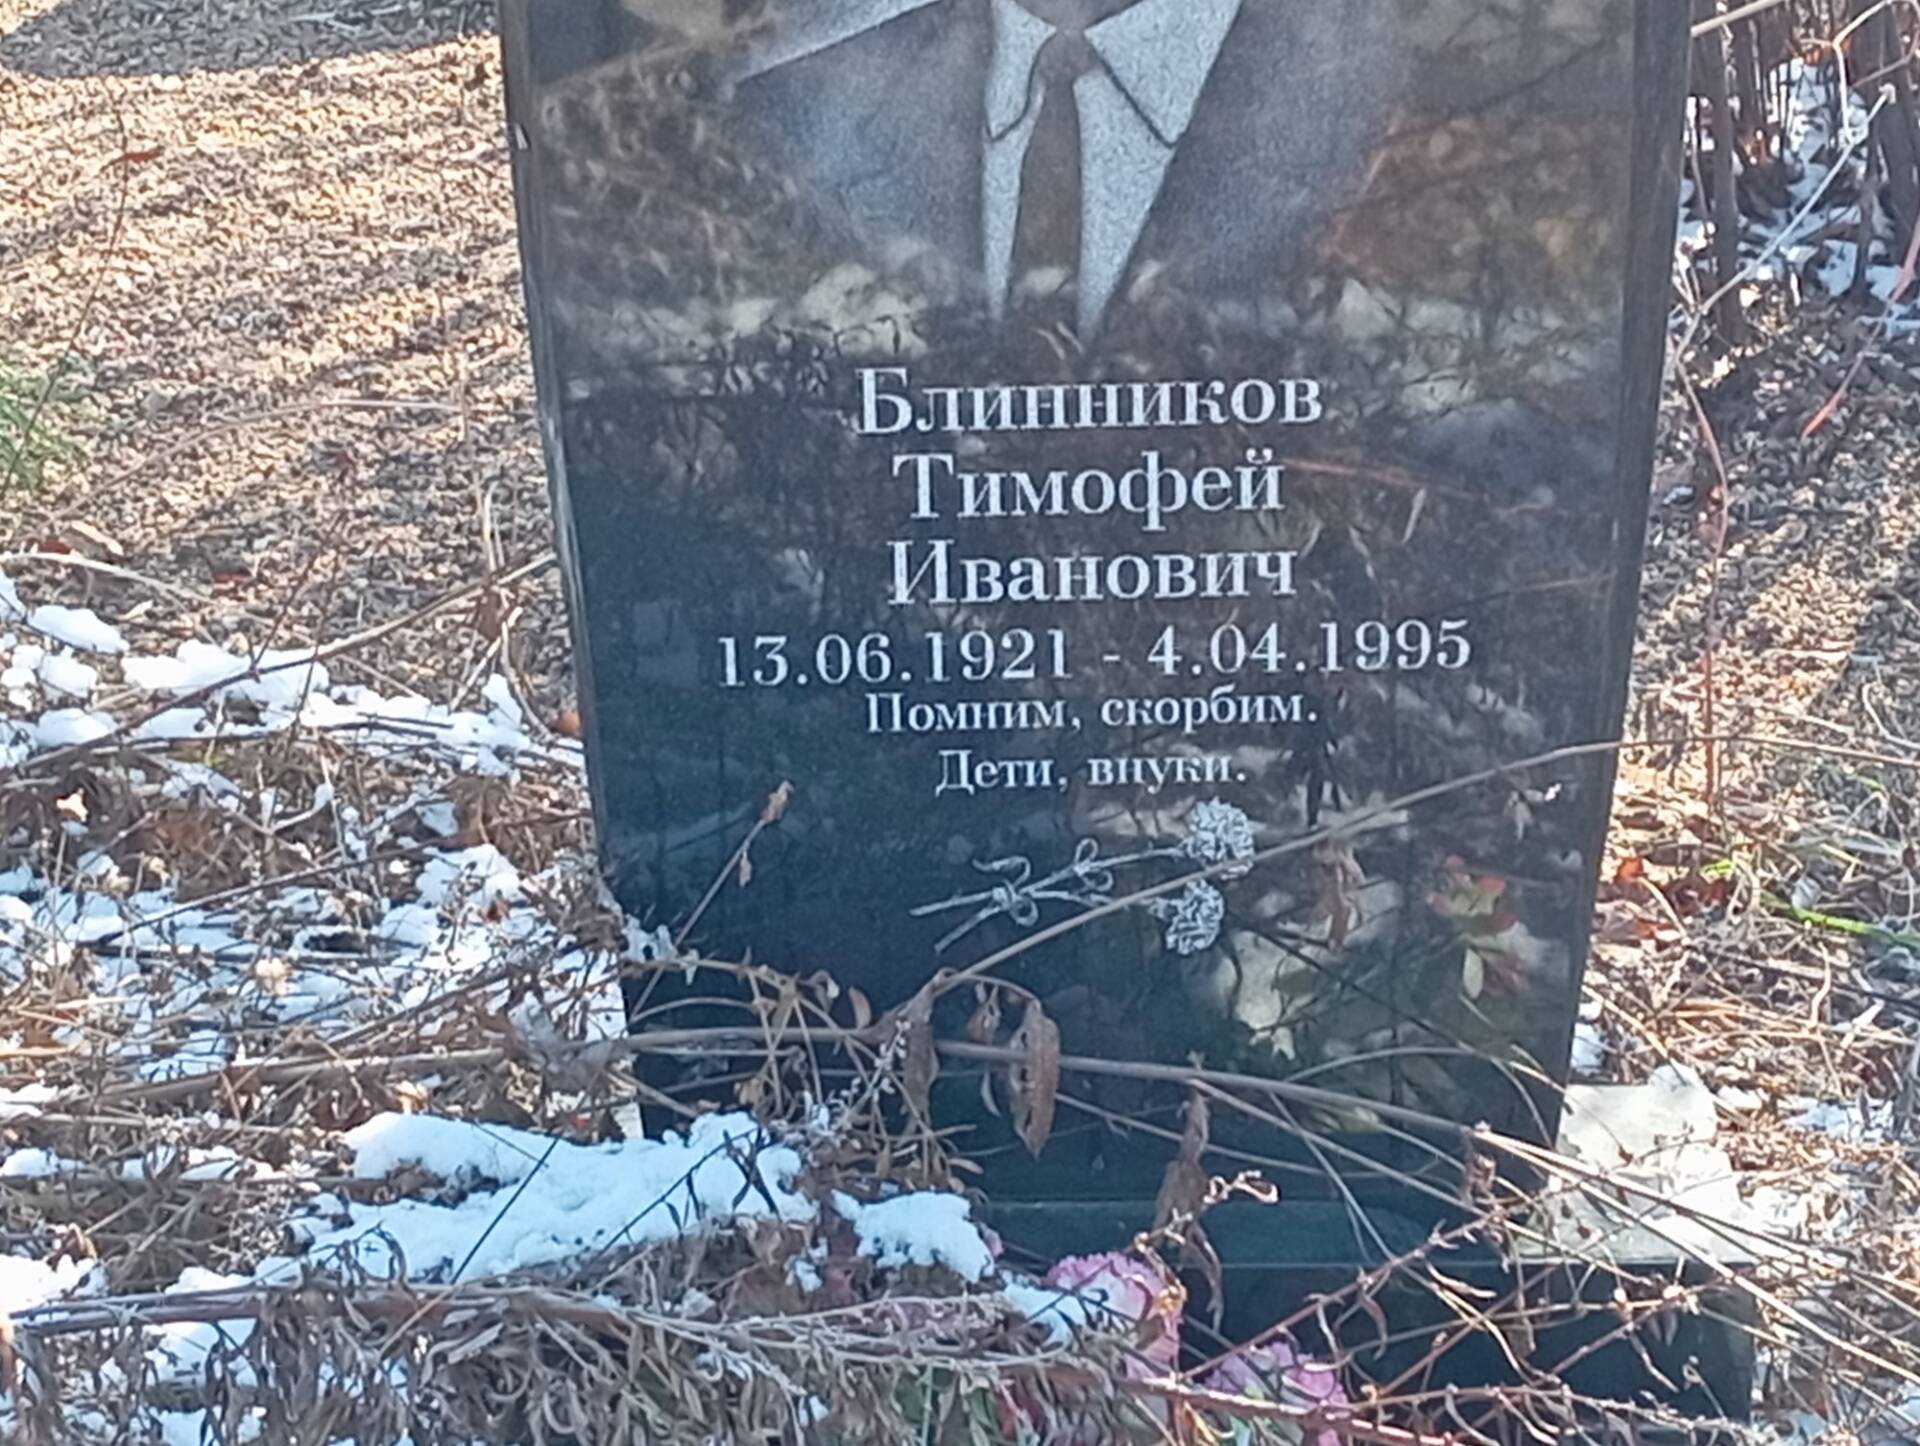 Блинников
Тимофей
Иванович
13.06.1921 - 4.04.1995
Помним, скорбим.
Дети, внуки.